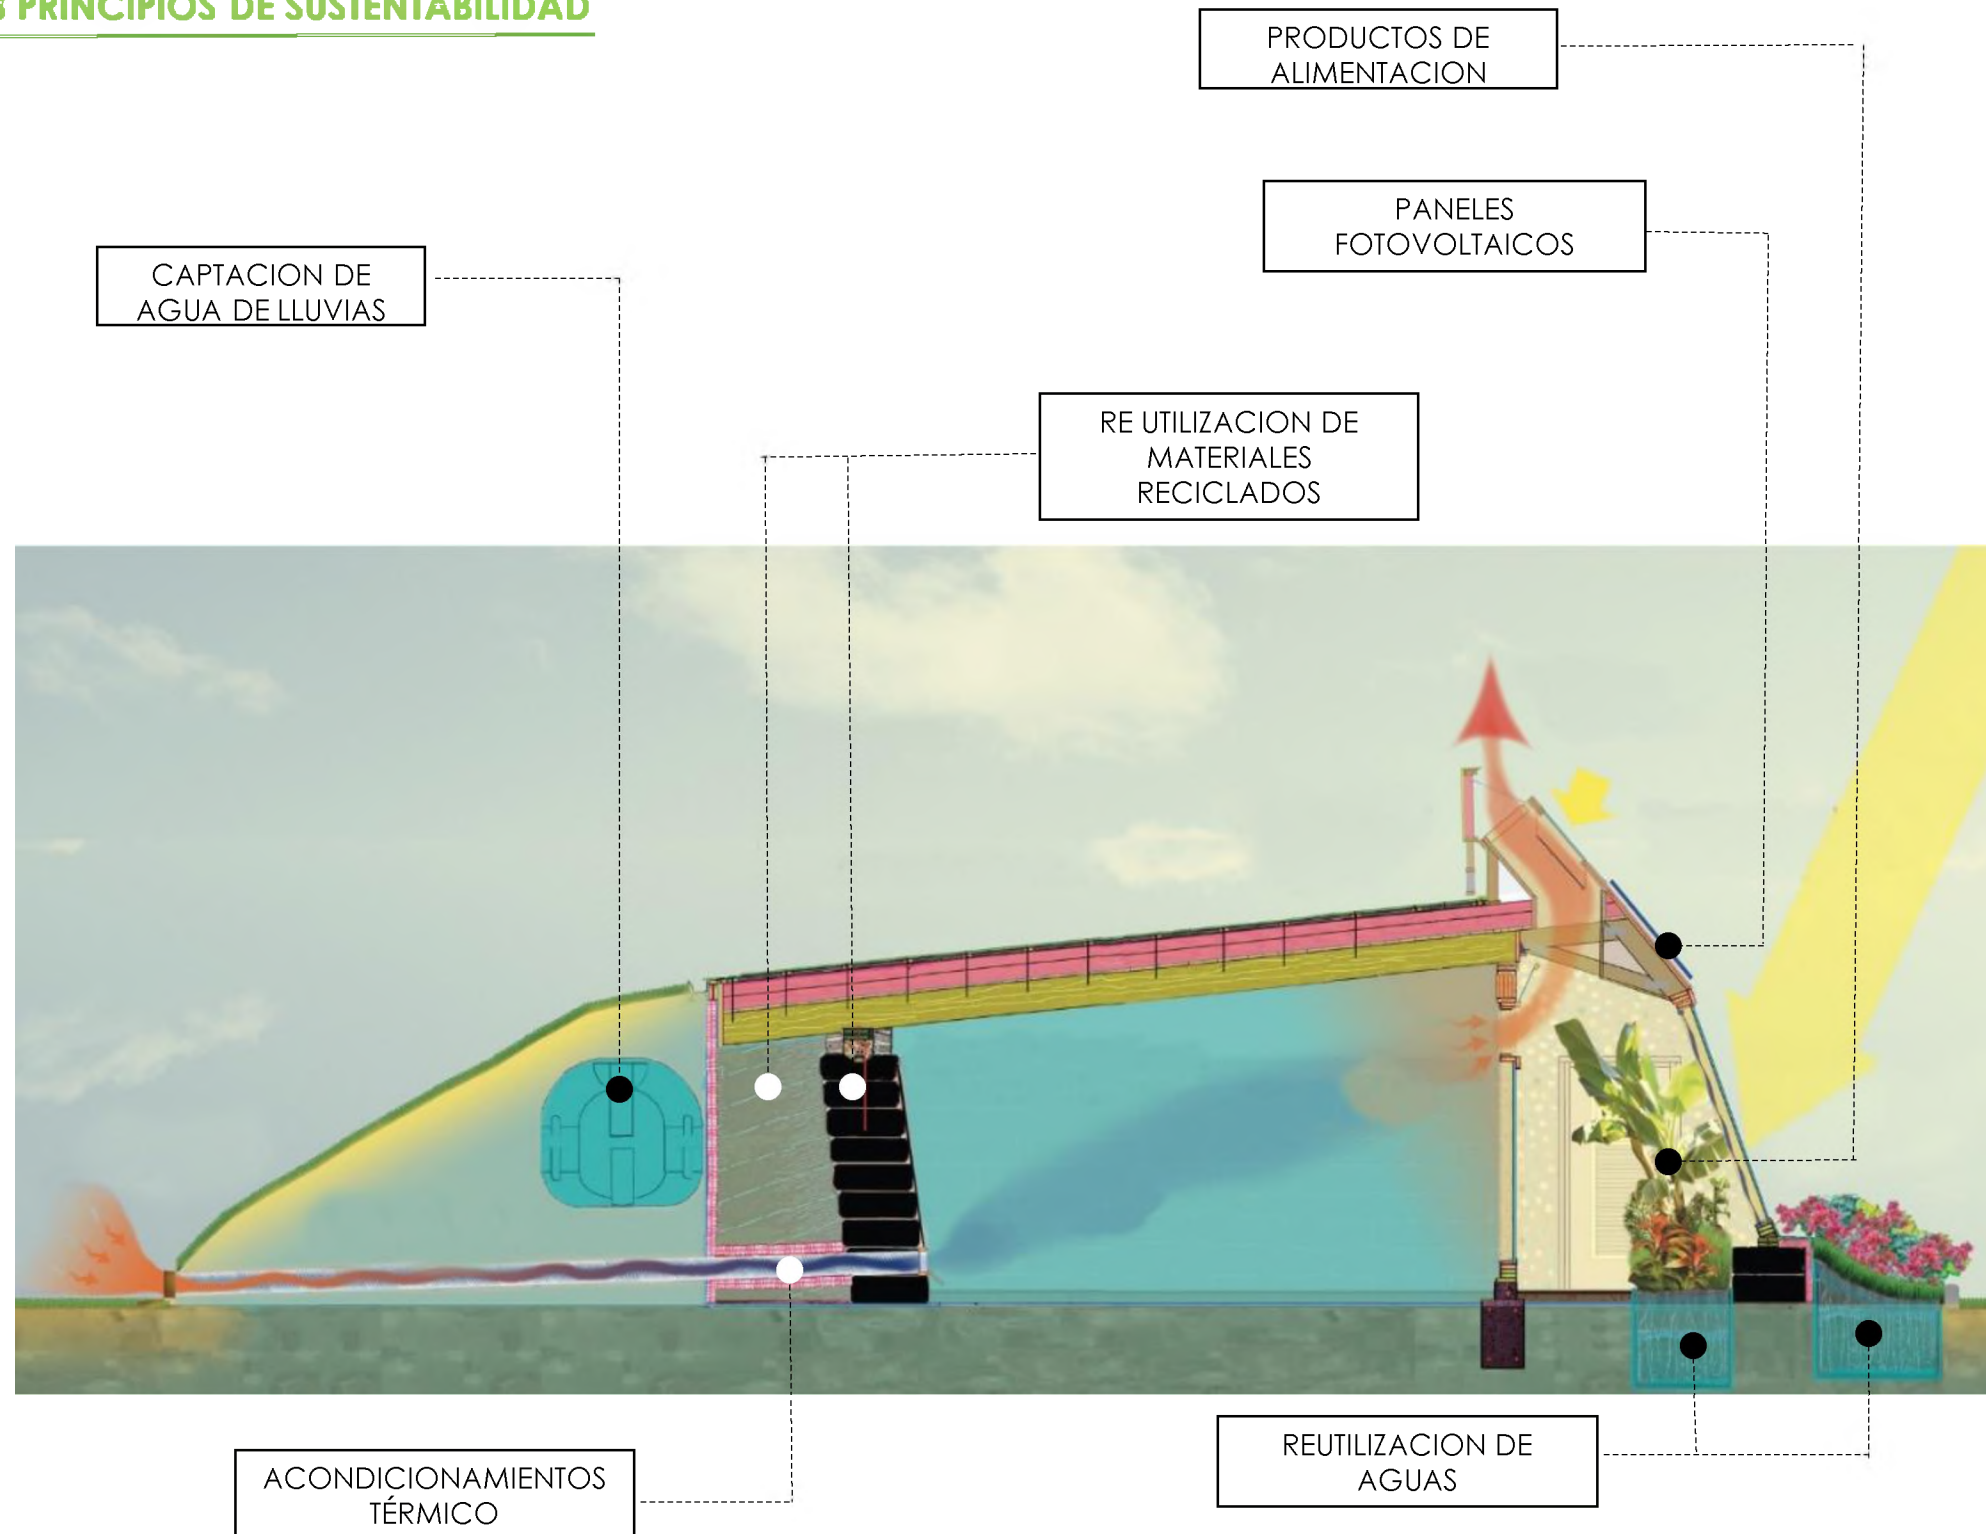 PRINCIPIOS DE SUSTENTABILIDAD
PRODUCTOS DE
ALIMENTACION
PANELES
FOTOVOLTAICOS
CAPTACION DE
AGUA DE LLUVIAS
RE UTILIZACION DE
MATERIALES
RECICLADOS
REUTILIZACION DE
AGUAS
ACONDICIONAMIENTOS
TÉRMICO